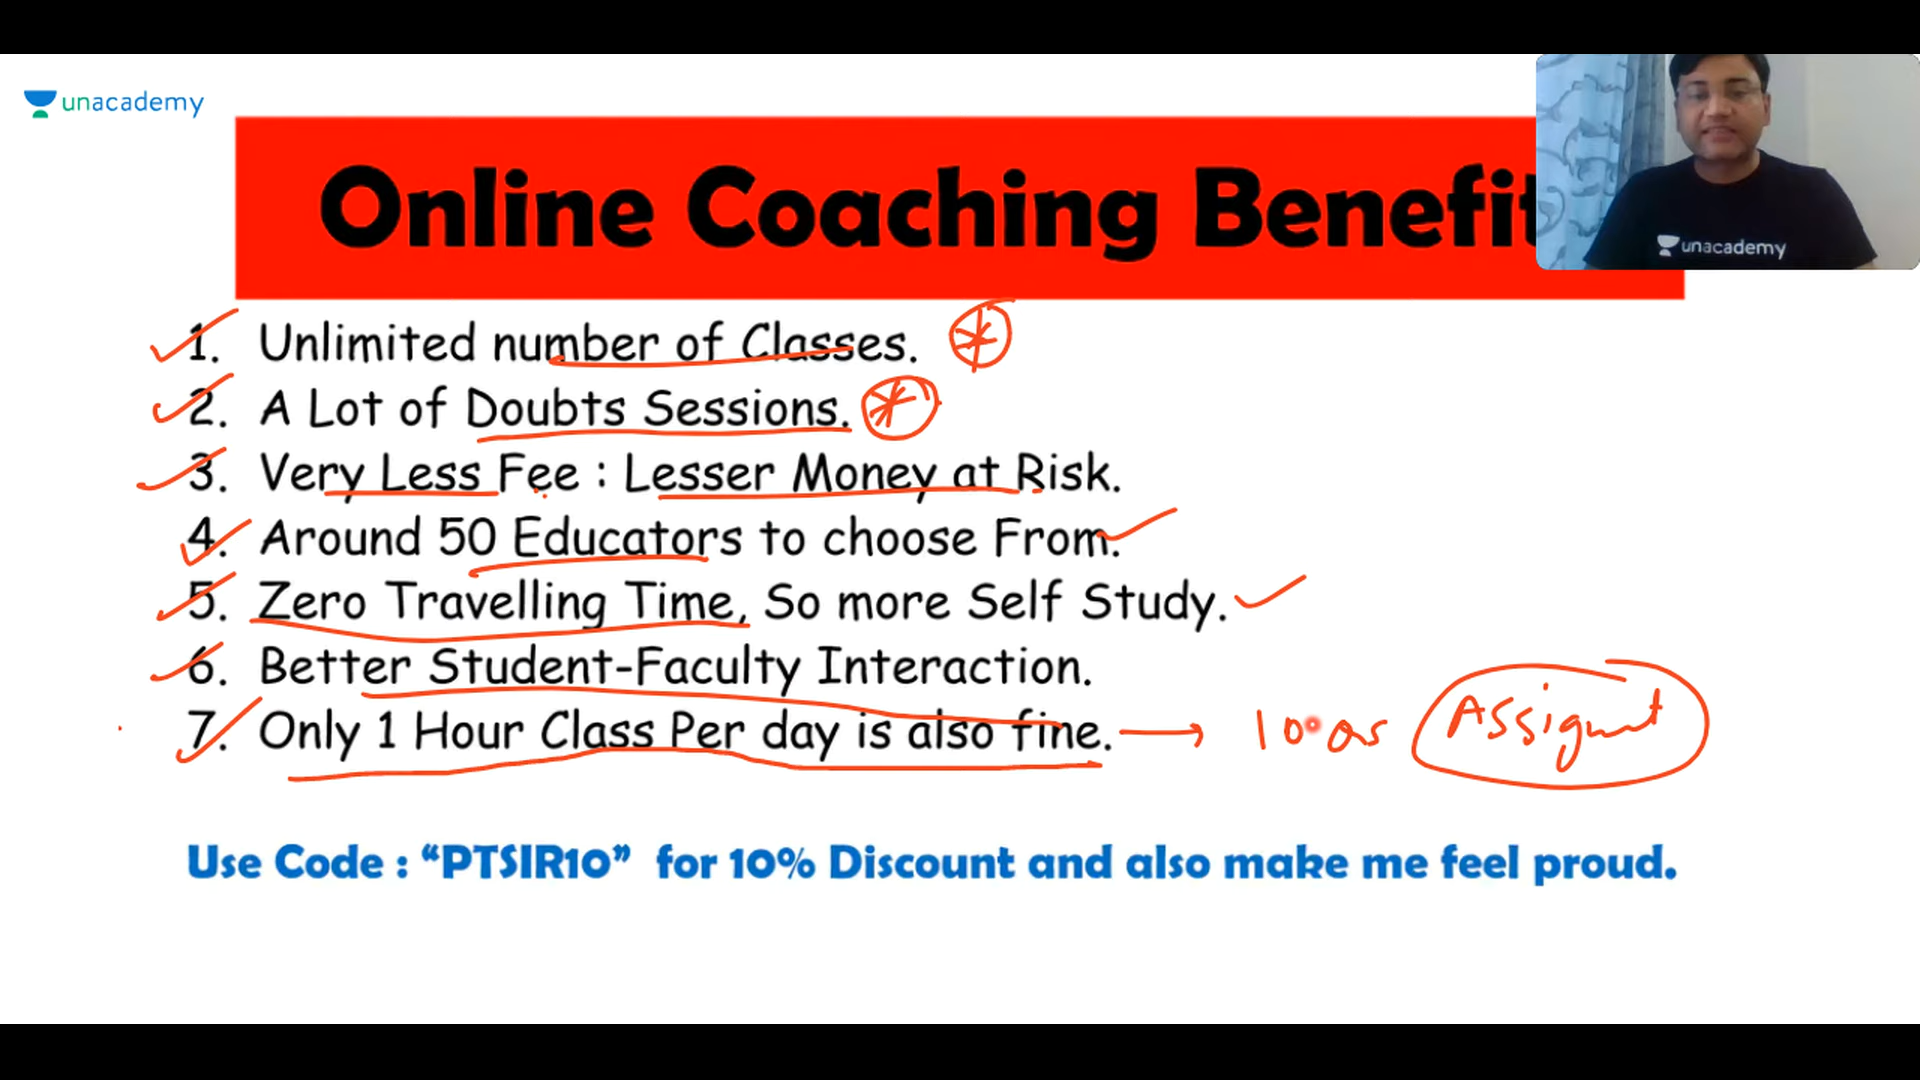 unacademy
Online Coaching Benefit
unacademy
1. Unlimited number of Classes.
2. A Lot of Doubts Sessions.
3. Very Less Fee : Lesser Money at Risk.
4. Around 50 Educators to choose From.
5. Zero Travelling Time, So more Self Study.
6. Better Student-Faculty Interaction.
7. Only 1 Hour Class Per day is also fine. → 10
Use Code : “PTSIR10” for 10% Discount and also make me feel proud.